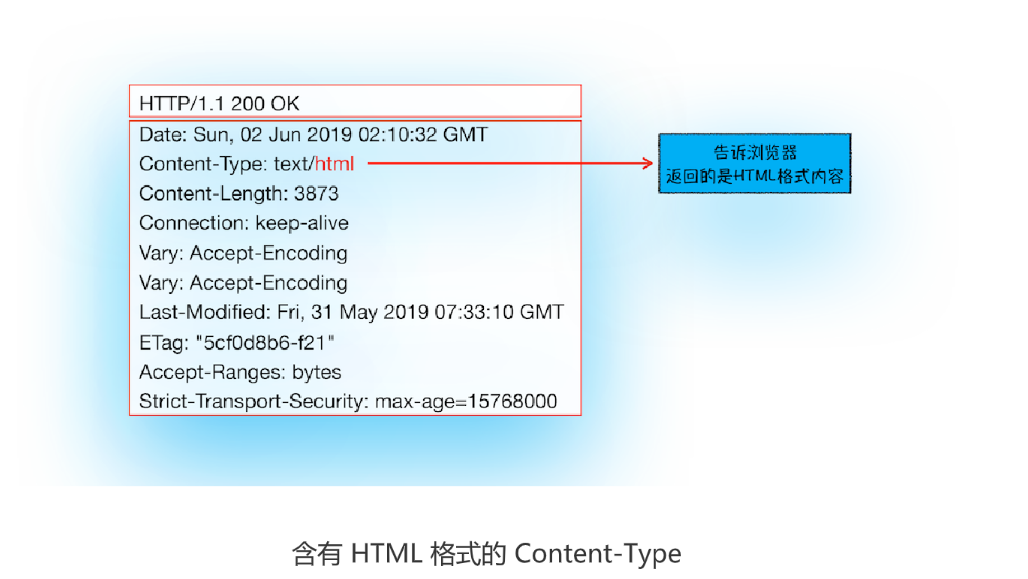 HTTP/1.1 200 OK
Date: Sun, 02 Jun 2019 02:10:32 GMT
Content-Type: text/html
告诉浏览器
返回的是HTML格式内容
Content-Length: 3873
Connection: keep-alive
Vary: Accept-Encoding
Vary: Accept-Encoding
Last-Modified: Fri, 31 May 2019 07:33:10 GMT
ETag: "5cf0d8b6-f21"
Accept-Ranges: bytes
Strict-Transport-Security: max-age=15768000
含有 HTML 格式的 Content-Type